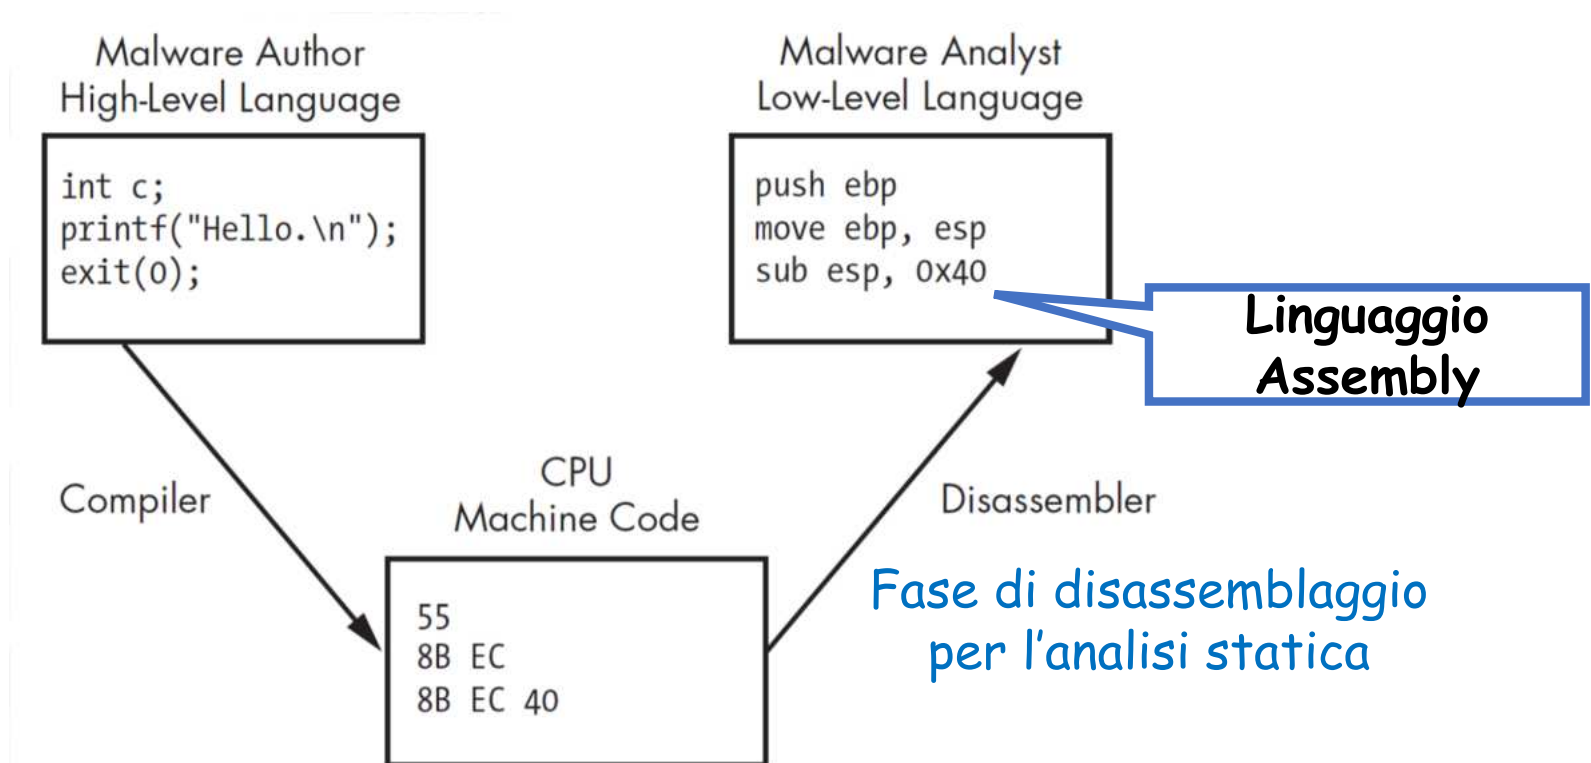 Malware Author
High-Level Language
int c;
printf("Hello.\n");
exit(0);
Malware Analyst
Low-Level Language
push ebp
move ebp, esp
sub esp, 0x40
Linguaggio
Assembly
Compiler
CPU
Machine Code
55
8B EC
8B EC 40
Disassembler
Fase di disassemblaggio
per l'analisi statica